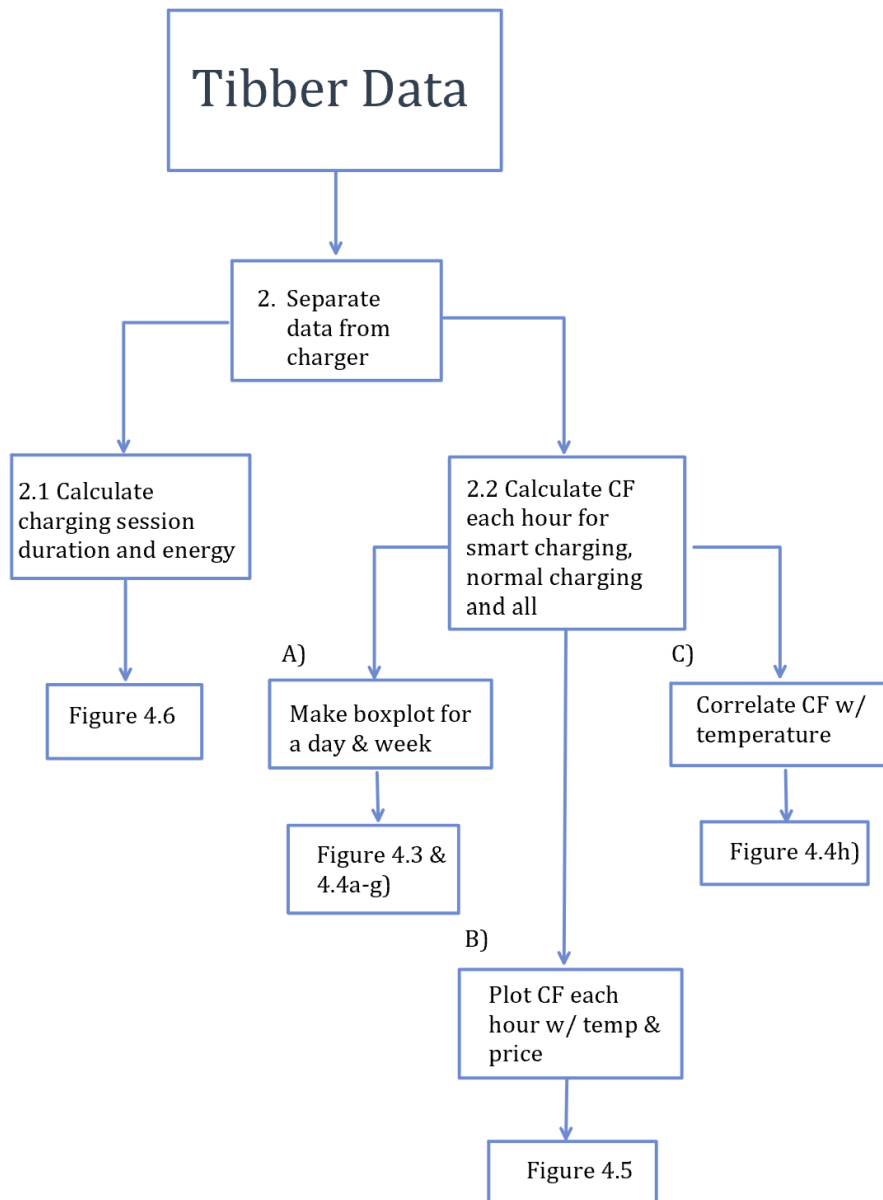 Tibber Data
2. Separate
data from
charger
2.1 Calculate
charging session
duration and energy
2.2 Calculate CF
each hour for
smart charging,
normal charging
and all
A)
C)
Figure 4.6
Make boxplot for
a day & week
Correlate CF w/
temperature
Figure 4.3 &
4.4a-g)
Figure 4.4h)
B)
Plot CF each
hour w/ temp &
price
Figure 4.5